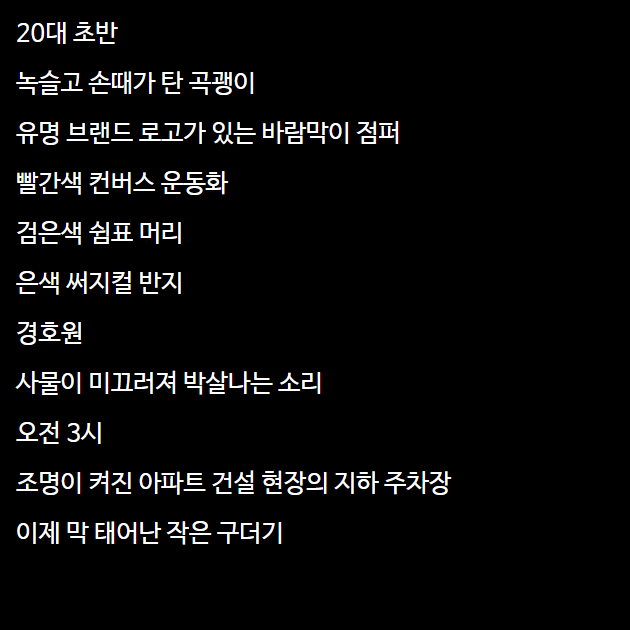 20대 초반
녹슬고 손때가 탄 곡괭이
유명 브랜드 로고가 있는 바람막이 점퍼
빨간색 컨버스 운동화
검은색 쉼표 머리
은색 써지컬 반지
경호원
사물이 미끄러져 박살나는 소리
오전 3시
조명이 켜진 아파트 건설 현장의 지하 주차장
이제 막 태어난 작은 구더기